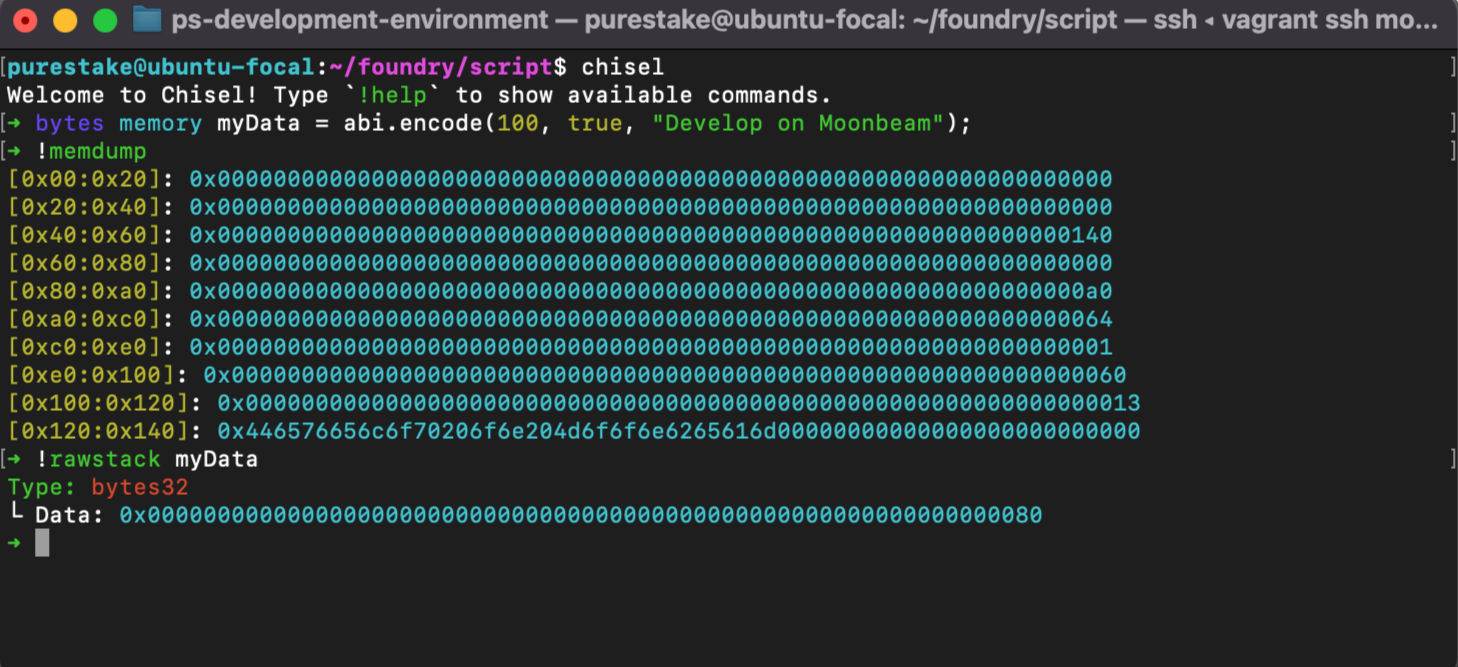 ps-development-environment — purestake@ubuntu-focal: ~/foundry/script — ssh ◂ vagrant ssh mo...
[purestake@ubuntu-focal:~/foundry/script$ chisel ]
Welcome to Chisel! Type `!help` to show available commands.
[➜ bytes memory myData = abi.encode(100, true, "Develop on Moonbeam"); ]
[➜ !memdump ]
[0x00:0x20]: 0x0000000000000000000000000000000000000000000000000000000000000000
[0x20:0x40]: 0x0000000000000000000000000000000000000000000000000000000000000000
[0x40:0x60]: 0x0000000000000000000000000000000000000000000000000000000000000140
[0x60:0x80]: 0x0000000000000000000000000000000000000000000000000000000000000000
[0x80:0xa0]: 0x00000000000000000000000000000000000000000000000000000000000000a0
[0xa0:0xc0]: 0x0000000000000000000000000000000000000000000000000000000000000064
[0xc0:0xe0]: 0x0000000000000000000000000000000000000000000000000000000000000001
[0xe0:0x100]: 0x0000000000000000000000000000000000000000000000000000000000000060
[0x100:0x120]: 0x0000000000000000000000000000000000000000000000000000000000000013
[0x120:0x140]: 0x446576656c6f70206f6e204d6f6f6e6265616d00000000000000000000000000
[➜ !rawstack myData ]
Type: bytes32
└ Data: 0x0000000000000000000000000000000000000000000000000000000000000080
➜